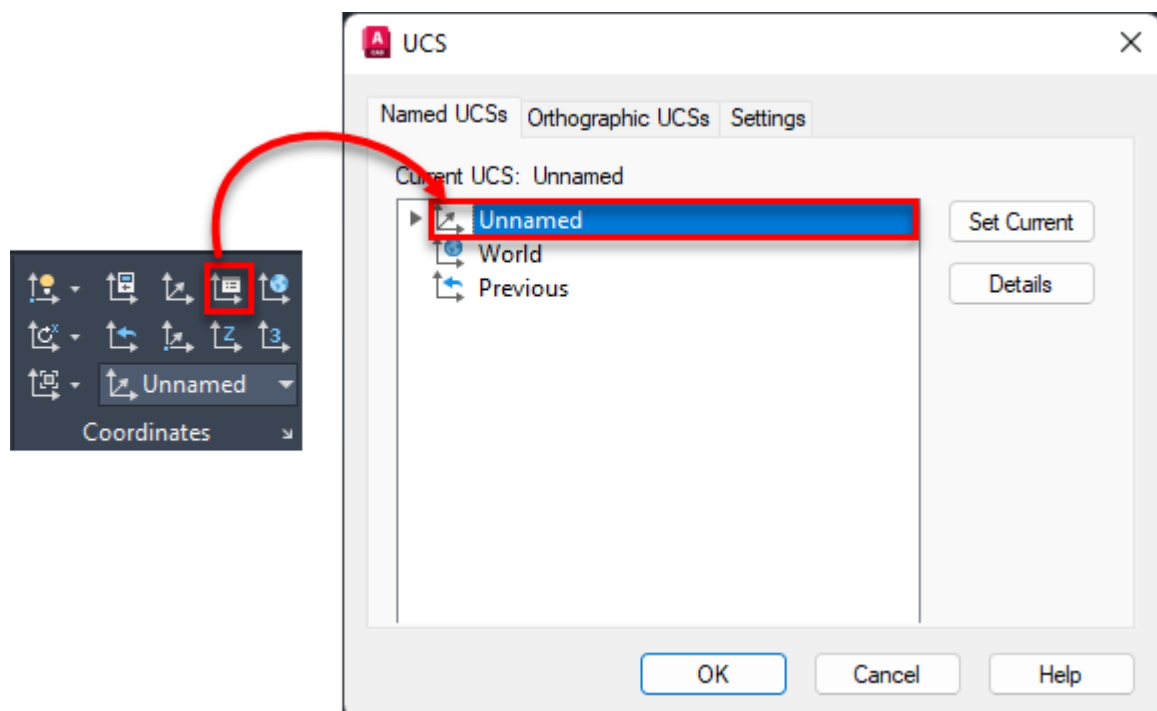 UCS
Named UCSs Orthographic UCSs Settings
Current UCS: Unnamed
Unnamed
World
Previous
Set Current
Details
OK Cancel Help
Unnamed
Coordinates